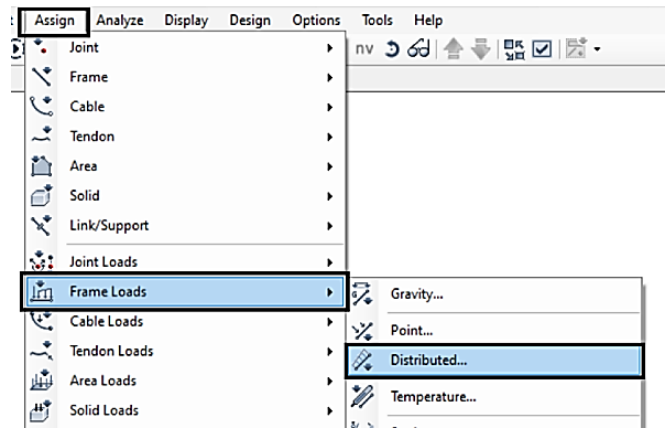 Assign Analyze Display Design Options Tools Help
Joint
nv
Frame
Cable
Tendon
Area
Solid
Link/Support
Joint Loads
Frame Loads
Gravity...
Cable Loads
Point...
Tendon Loads
Distributed...
Area Loads
Temperature...
Solid Loads